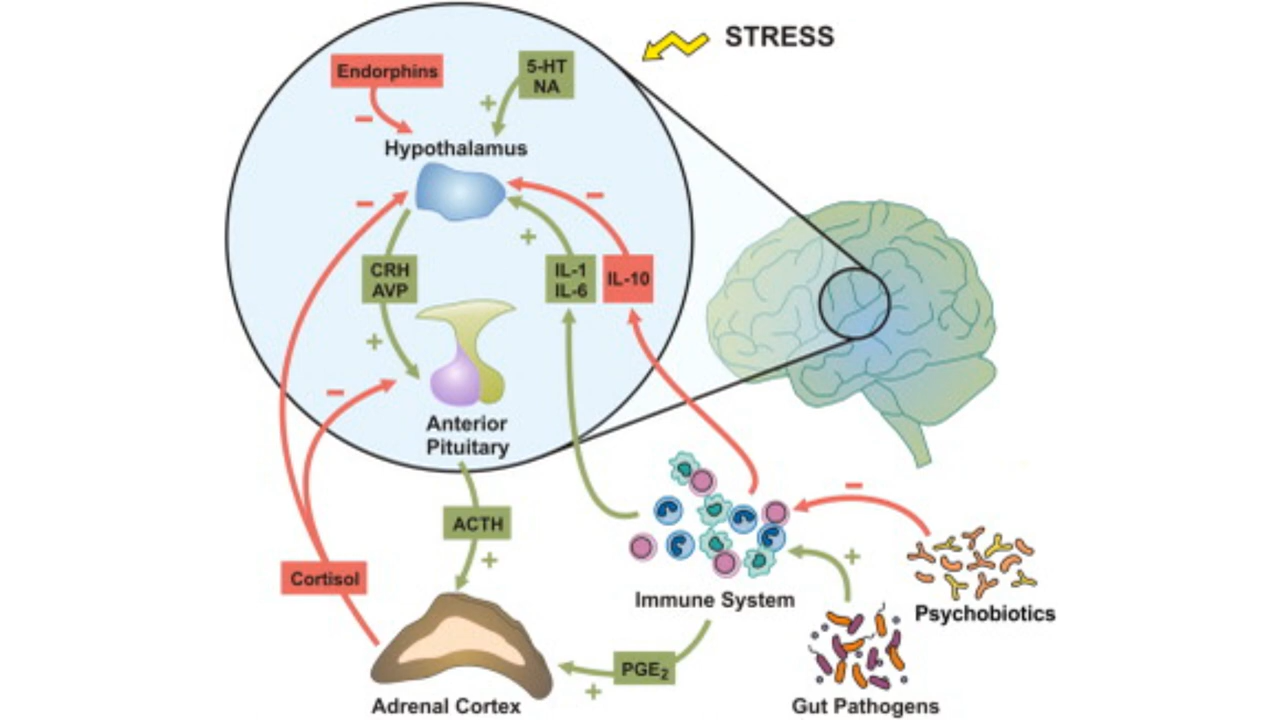 STRESS
Endorphins
5-HT
NA
+
−
Hypothalamus
−
−
+
CRH
AVP
IL-1
IL-6
IL-10
+
−
Anterior
Pituitary
−
ACTH
+
+
Cortisol
Immune System
Psychobiotics
PGE₂
+
Adrenal Cortex
Gut Pathogens